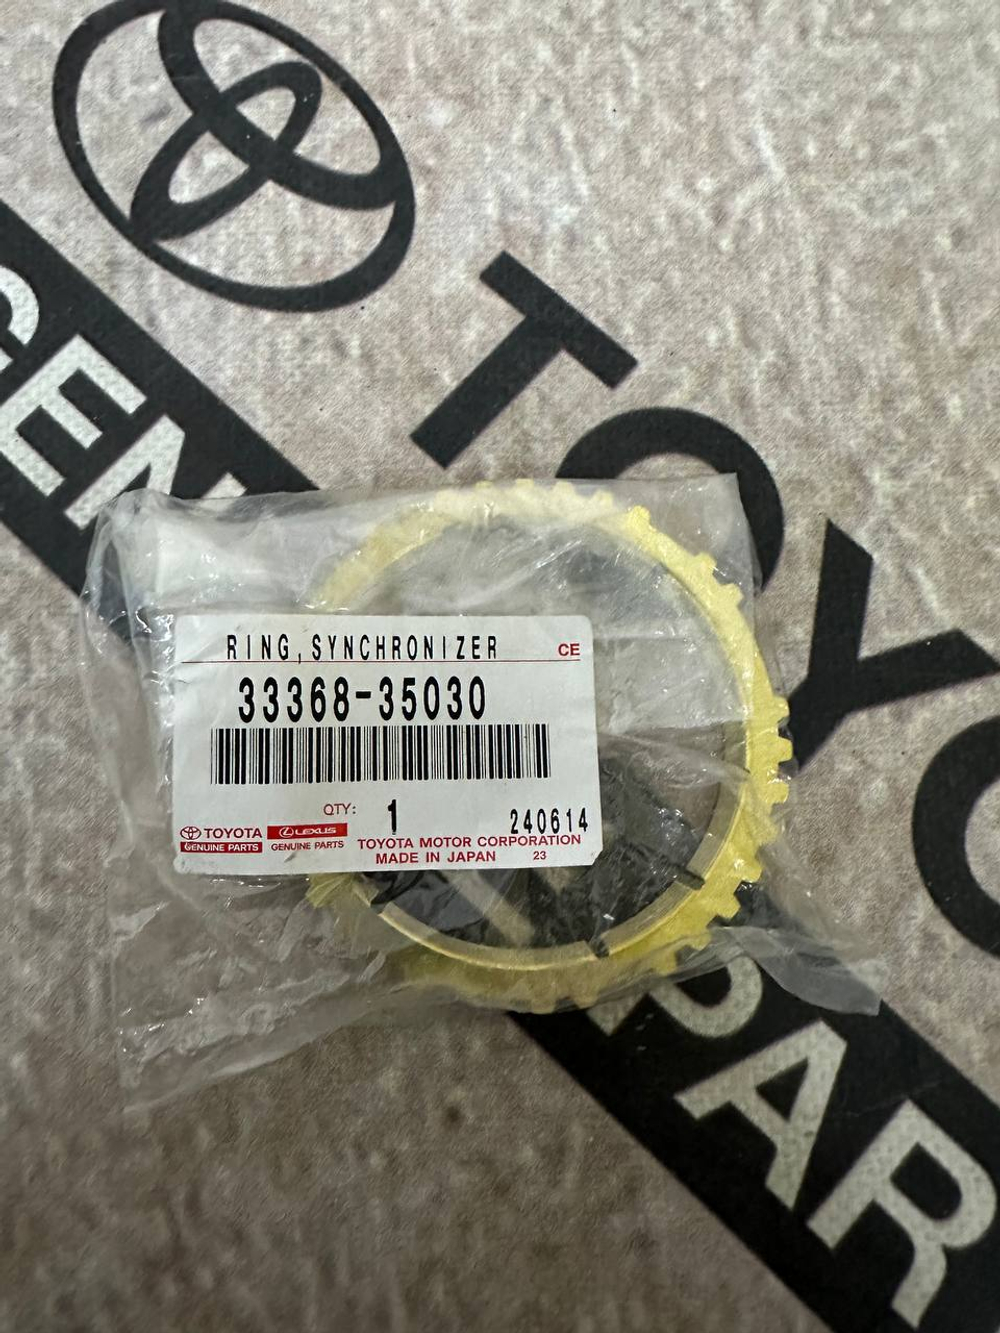 TOYO
GEN
PAR
RING,SYNCHRONIZER CE
33368-35030
QTY: 1 240614
TOYOTA LEXUS TOYOTA MOTOR CORPORATION
GENUINE PARTS GENUINE PARTS MADE IN JAPAN 23